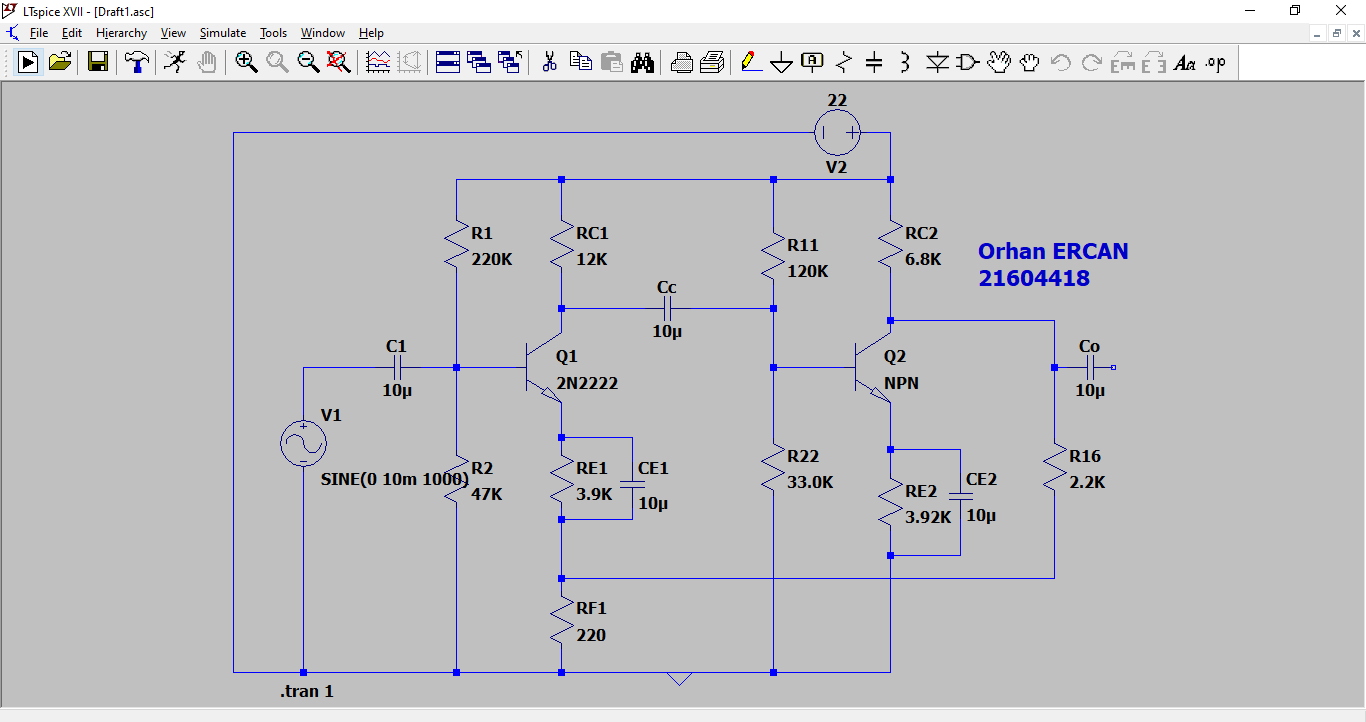 LTspice XVII - [Draft1.asc]
File Edit Hierarchy View Simulate Tools Window Help
22
V2
R1
220K
RC1
12K
R11
120K
RC2
6.8K
Orhan ERCAN
21604418
Cc
10µ
C1
10µ
Q1
2N2222
Q2
NPN
Co
10µ
V1
SINE(0 10m 1000)
R2
47K
RE1
3.9K
CE1
10µ
R22
33.0K
RE2
3.92K
CE2
10µ
R16
2.2K
RF1
220
.tran 1